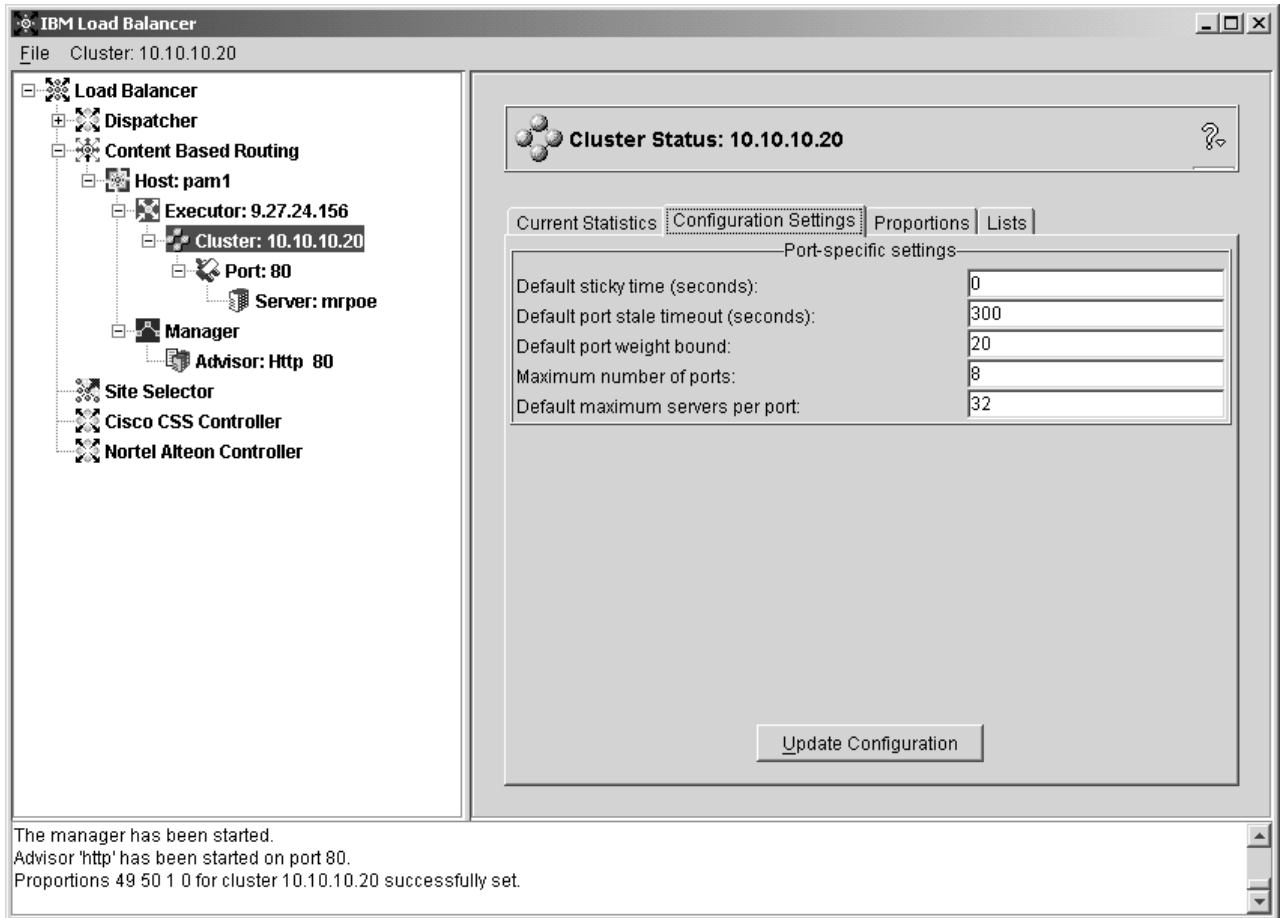 IBM Load Balancer
File Cluster: 10.10.10.20
Load Balancer
Dispatcher
Content Based Routing
Host: pam1
Executor: 9.27.24.156
Cluster: 10.10.10.20
Port: 80
Server: mrpoe
Manager
Advisor: Http 80
Site Selector
Cisco CSS Controller
Nortel Alteon Controller
Cluster Status: 10.10.10.20
?
Current Statistics Configuration Settings Proportions Lists
Port-specific settings
Default sticky time (seconds): 0
Default port stale timeout (seconds): 300
Default port weight bound: 20
Maximum number of ports: 8
Default maximum servers per port: 32
Update Configuration
The manager has been started.
Advisor 'http' has been started on port 80.
Proportions 49 50 1 0 for cluster 10.10.10.20 successfully set.